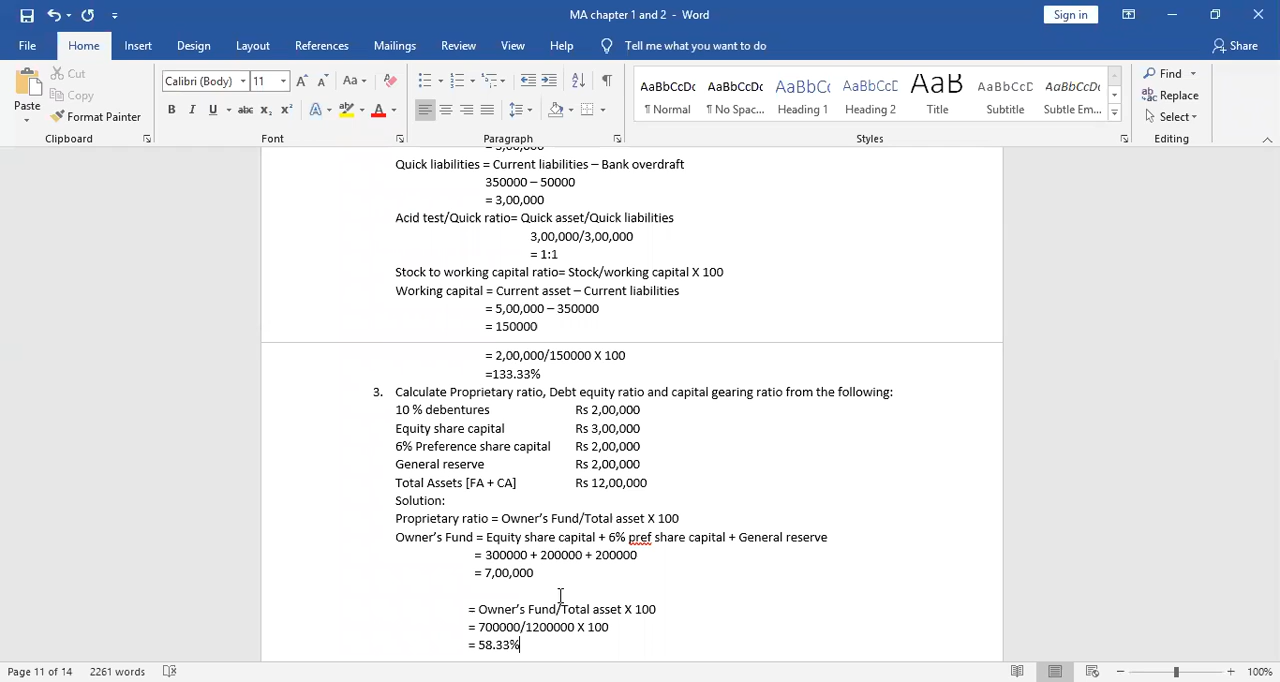 MA chapter 1 and 2 - Word
Sign in
File Home Insert Design Layout References Mailings Review View Help Tell me what you want to do Share
Paste
Cut
Copy
Format Painter
Clipboard
Calibri (Body) 11
Font
Paragraph
AaBbCcDc AaBbCcDc AaBbCc AaBbCc AaB AaBbCcDc AaBbCcDc
¶ Normal ¶ No Spac... Heading 1 Heading 2 Title Subtitle Subtle Em...
Styles
Find
Replace
Select
Editing
Quick liabilities = Current liabilities – Bank overdraft
350000 – 50000
= 3,00,000
Acid test/Quick ratio= Quick asset/Quick liabilities
3,00,000/3,00,000
= 1:1
Stock to working capital ratio= Stock/working capital X 100
Working capital = Current asset – Current liabilities
= 5,00,000 – 350000
= 150000
= 2,00,000/150000 X 100
=133.33%
3. Calculate Proprietary ratio, Debt equity ratio and capital gearing ratio from the following:
10 % debentures Rs 2,00,000
Equity share capital Rs 3,00,000
6% Preference share capital Rs 2,00,000
General reserve Rs 2,00,000
Total Assets [FA + CA] Rs 12,00,000
Solution:
Proprietary ratio = Owner's Fund/Total asset X 100
Owner's Fund = Equity share capital + 6% pref share capital + General reserve
= 300000 + 200000 + 200000
= 7,00,000
= Owner's Fund/Total asset X 100
= 700000/1200000 X 100
= 58.33%
Page 11 of 14 2261 words
100%